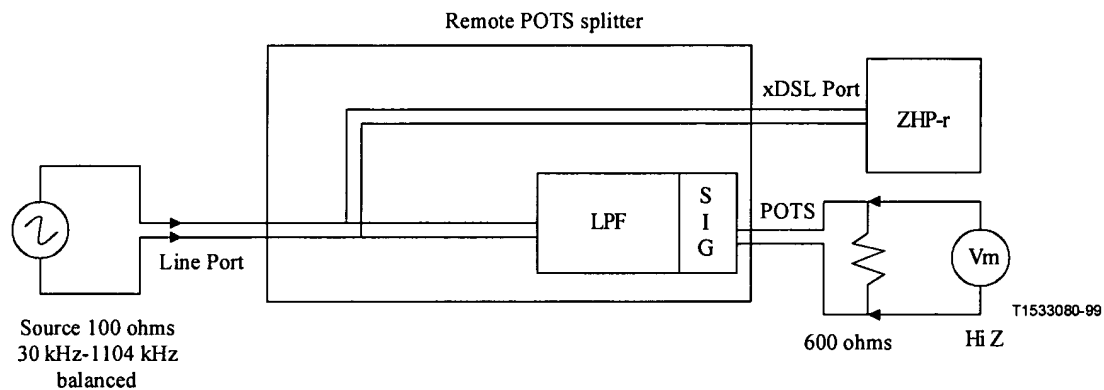 Remote POTS splitter
xDSL Port
ZHP-r
LPF
S
I
G
POTS
Vm
Line Port
T1533080-99
Source 100 ohms
30 kHz-1104 kHz
balanced
600 ohms
Hi Z